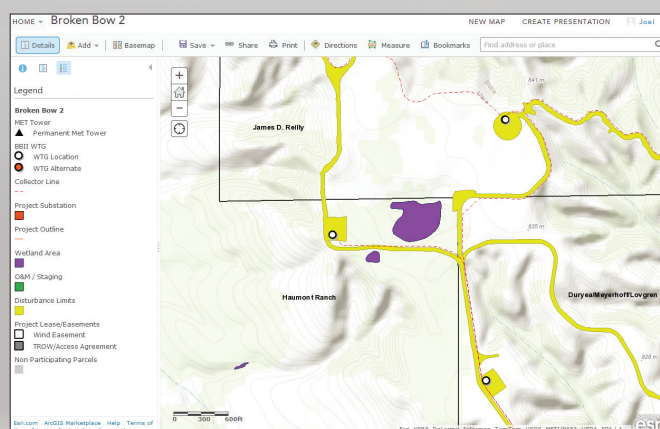 HOME Broken Bow 2 NEW MAP CREATE PRESENTATION Joel
Details Add Basemap Save Share Print Directions Measure Bookmarks Find address or place
Legend
Broken Bow 2
MET Tower
Permanent Met Tower
BBII WTG
WTG Location
WTG Alternate
Collector Line
Project Substation
Project Outline
Wetland Area
O&M / Staging
Disturbance Limits
Project Lease/Easements
Wind Easement
TROW/Access Agreement
Non Participating Parcels
Esri.com . ArcGIS Marketplace . Help . Terms of
841 m
James D. Reilly
835 m
Haumont Ranch
Duryea/Meyerhoff/Lovgren
828 m
0 300 600ft
esri